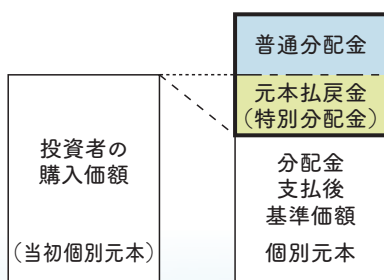 普通分配金
元本払戻金
（特別分配金）
投資者の
購入価額
（当初個別元本）
分配金
支払後
基準価額
個別元本